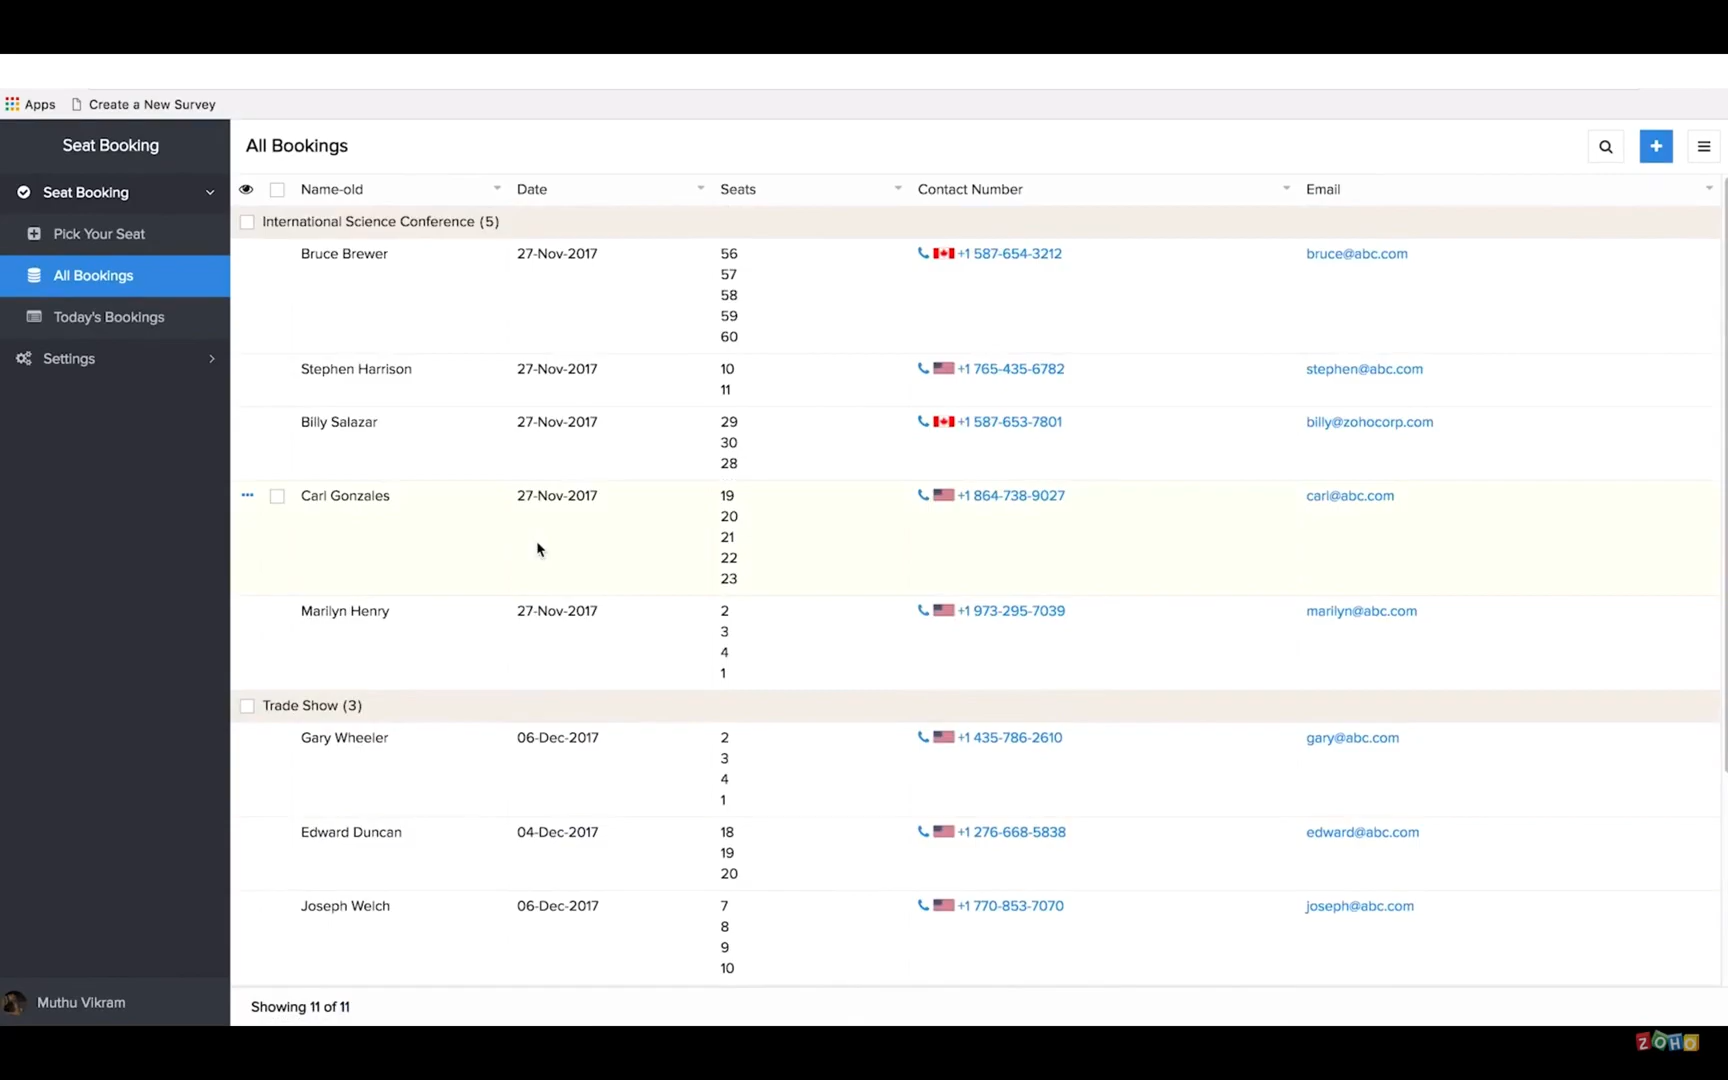 Apps Create a New Survey
Seat Booking
Seat Booking
Pick Your Seat
All Bookings
Today's Bookings
Settings
Muthu Vikram
All Bookings
Name-old Date Seats Contact Number Email
International Science Conference (5)
Bruce Brewer 27-Nov-2017 56 +1 587-654-3212 bruce@abc.com
57
58
59
60
Stephen Harrison 27-Nov-2017 10 +1 765-435-6782 stephen@abc.com
11
Billy Salazar 27-Nov-2017 29 +1 587-653-7801 billy@zohocorp.com
30
28
Carl Gonzales 27-Nov-2017 19 +1 864-738-9027 carl@abc.com
20
21
22
23
Marilyn Henry 27-Nov-2017 2 +1 973-295-7039 marilyn@abc.com
3
4
1
Trade Show (3)
Gary Wheeler 06-Dec-2017 2 +1 435-786-2610 gary@abc.com
3
4
1
Edward Duncan 04-Dec-2017 18 +1 276-668-5838 edward@abc.com
19
20
Joseph Welch 06-Dec-2017 7 +1 770-853-7070 joseph@abc.com
8
9
10
Showing 11 of 11
ZOHO